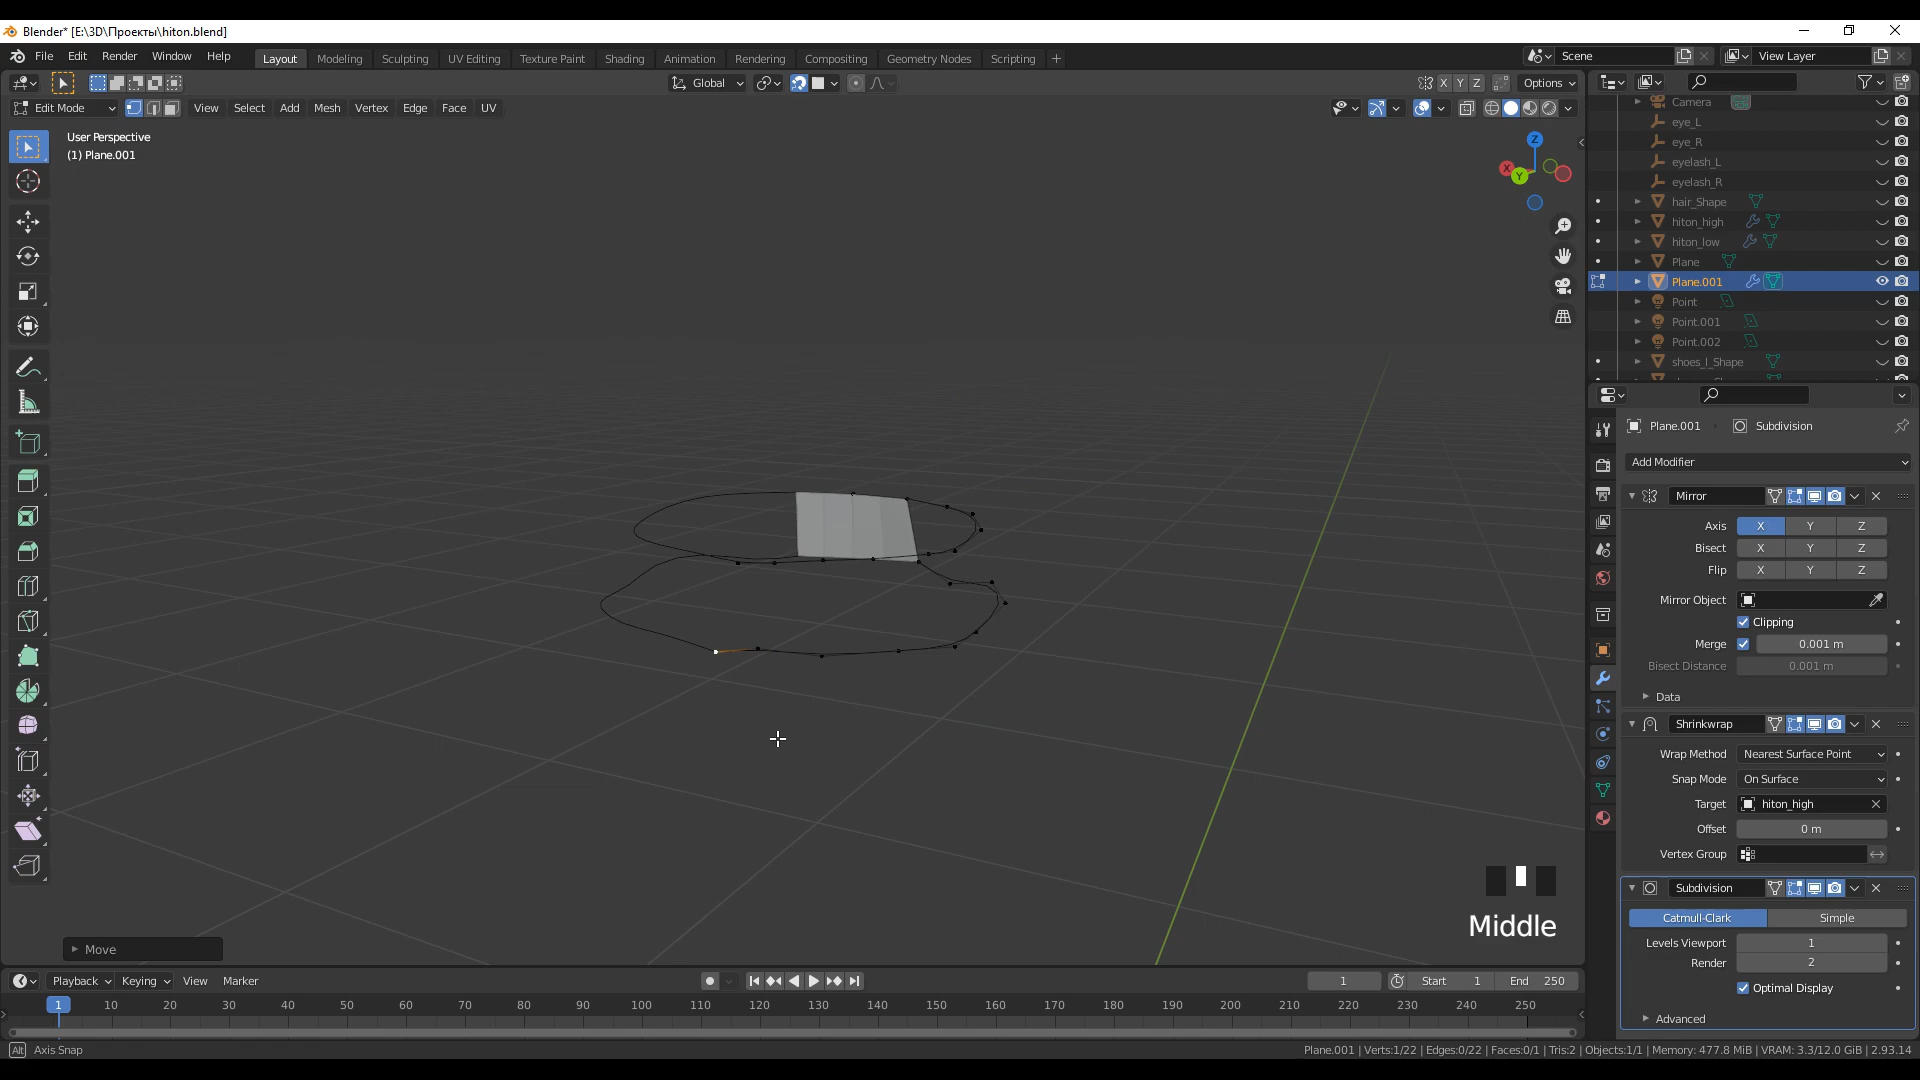 Blender* [E:\3D\Проекты\hiton.blend]
File Edit Render Window Help
Layout Modeling Sculpting UV Editing Texture Paint Shading Animation Rendering Compositing Geometry Nodes Scripting +
Scene
View Layer
Global
X Y Z
Options
Edit Mode
View Select Add Mesh Vertex Edge Face UV
User Perspective
(1) Plane.001
Z
X
Y
Camera
eye_L
eye_R
eyelash_L
eyelash_R
hair_Shape
hiton_high
hiton_low
Plane
Plane.001
Point
Point.001
Point.002
shoes_l_Shape
Plane.001
Subdivision
Add Modifier
Mirror
Axis X Y Z
Bisect X Y Z
Flip X Y Z
Mirror Object
Clipping
Merge 0.001 m
Bisect Distance 0.001 m
Data
Shrinkwrap
Wrap Method Nearest Surface Point
Snap Mode On Surface
Target hiton_high
Offset 0 m
Vertex Group
Subdivision
Catmull-Clark Simple
Levels Viewport 1
Render 2
Optimal Display
Advanced
Middle
Move
Playback Keying View Marker
1
Start 1
End 250
1 10 20 30 40 50 60 70 80 90 100 110 120 130 140 150 160 170 180 190 200 210 220 230 240 250
Alt Axis Snap
Plane.001 | Verts:1/22 | Edges:0/22 | Faces:0/1 | Tris:2 | Objects:1/1 | Memory: 477.8 MiB | VRAM: 3.3/12.0 GiB | 2.93.14